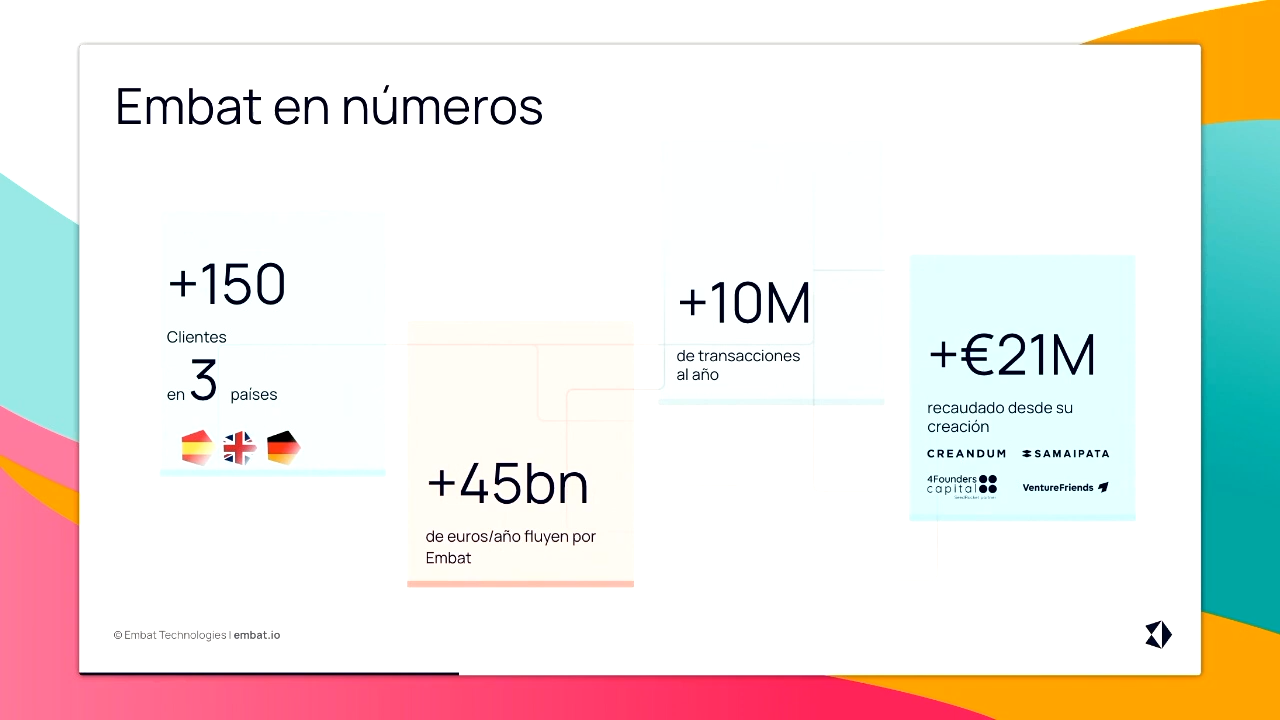 Embat en números
+150
Clientes
en 3 países
+45bn
de euros/año fluyen por
Embat
+10M
de transacciones
al año
+€21M
recaudado desde su
creación
CREANDUM
SAMAIPATA
4Founders
capital
VentureFriends
© Embat Technologies | embat.io